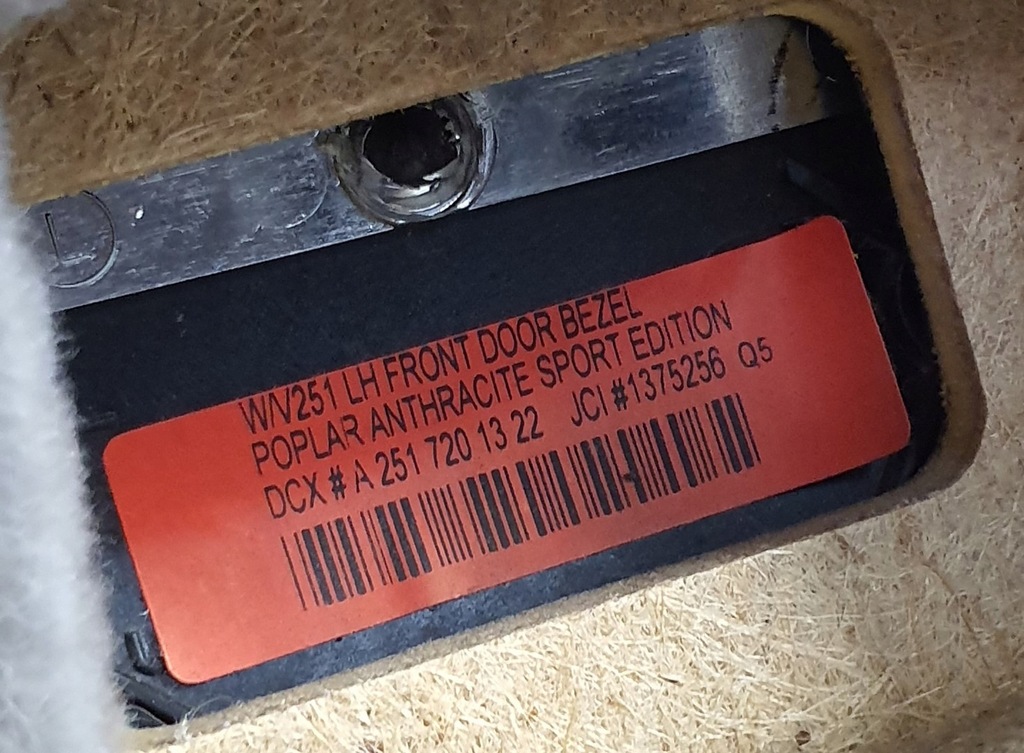 W/V251 LH FRONT DOOR BEZEL
POPLAR ANTHRACITE SPORT EDITION
DCX # A 251 720 13 22 JCI #1375256 Q5